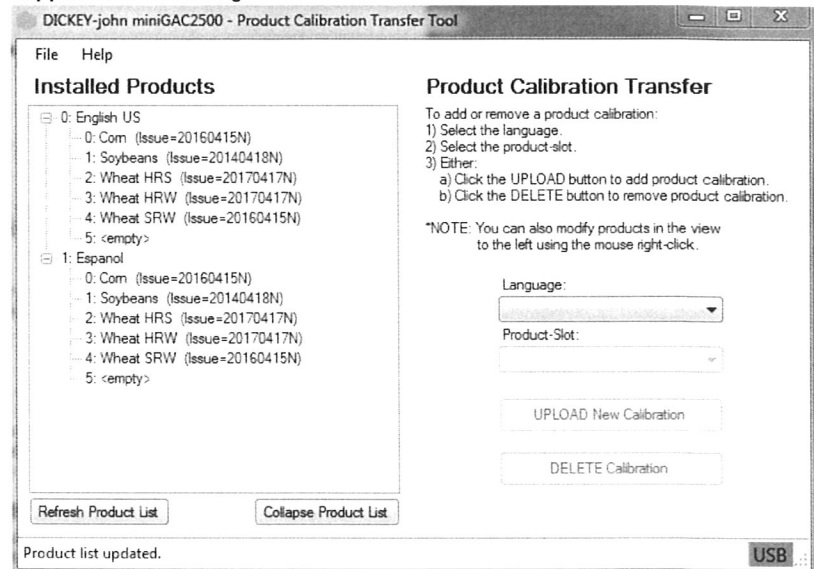 DICKEY-john miniGAC2500 - Product Calibration Transfer Tool
File Help
Installed Products
0: English US
0: Corn (Issue=20160415N)
1: Soybeans (Issue=20140418N)
2: Wheat HRS (Issue=20170417N)
3: Wheat HRW (Issue=20170417N)
4: Wheat SRW (Issue=20160415N)
5: <empty>
1: Espanol
0: Corn (Issue=20160415N)
1: Soybeans (Issue=20140418N)
2: Wheat HRS (Issue=20170417N)
3: Wheat HRW (Issue=20170417N)
4: Wheat SRW (Issue=20160415N)
5: <empty>
Refresh Product List
Collapse Product List
Product Calibration Transfer
To add or remove a product calibration:
1) Select the language.
2) Select the product-slot.
3) Either:
a) Click the UPLOAD button to add product calibration.
b) Click the DELETE button to remove product calibration.
*NOTE: You can also modify products in the view
to the left using the mouse right-click.
Language:
Product-Slot:
UPLOAD New Calibration
DELETE Calibration
Product list updated.
USB